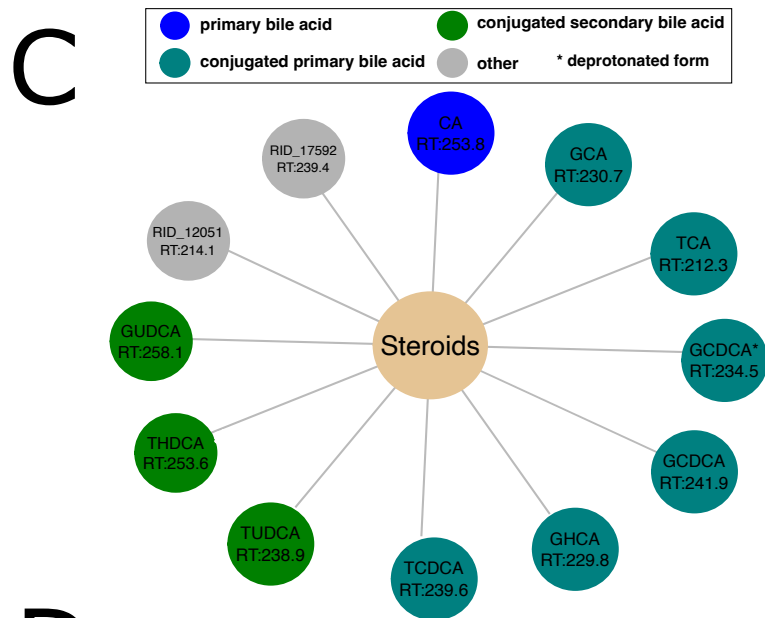 C
primary bile acid
conjugated secondary bile acid
conjugated primary bile acid
other
* deprotonated form
CA
RT:253.8
GCA
RT:230.7
TCA
RT:212.3
GCDCA*
RT:234.5
GCDCA
RT:241.9
GHCA
RT:229.8
TCDCA
RT:239.6
TUDCA
RT:238.9
THDCA
RT:253.6
GUDCA
RT:258.1
RID_12051
RT:214.1
RID_17592
RT:239.4
Steroids